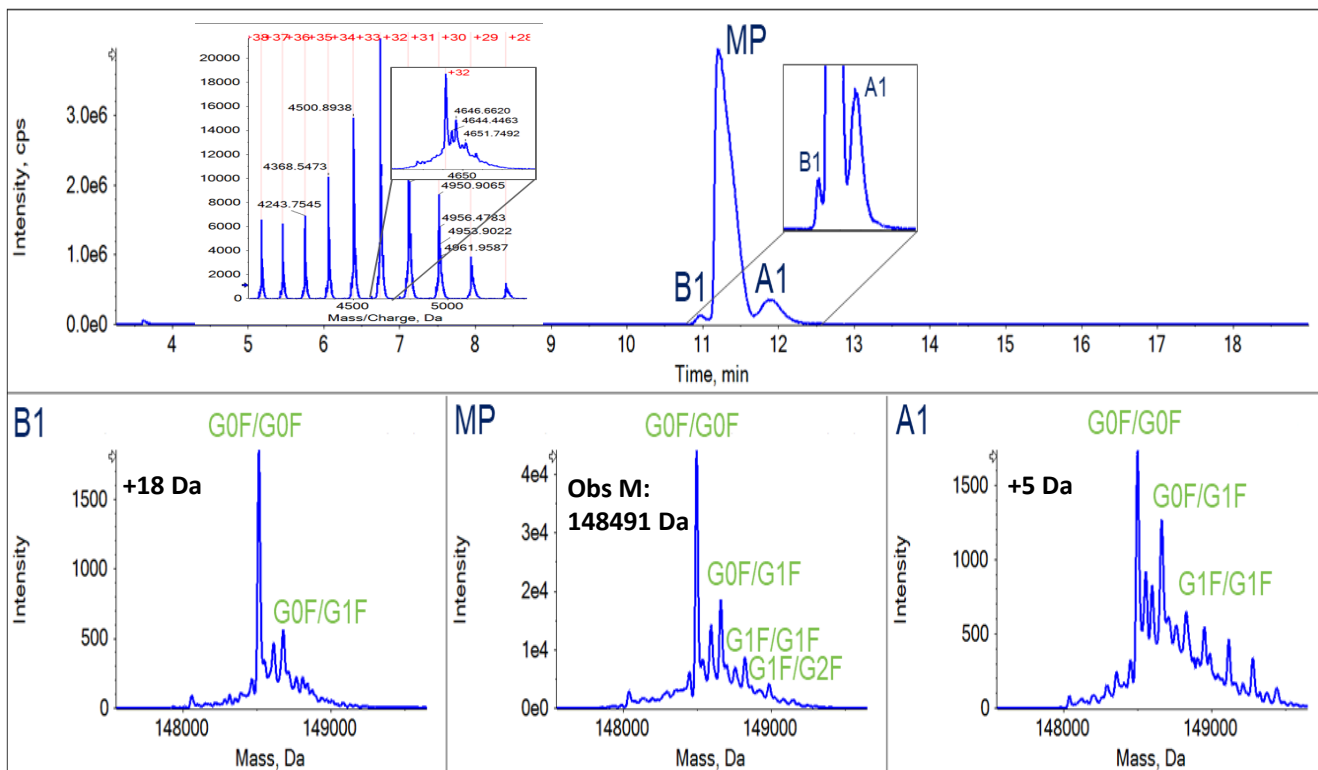 +38 +37 +36 +35 +34 +33 +32 +31 +30 +29 +28
MP
20000
18000
16000
14000
12000
10000
8000
6000
4000
2000
0
4500.8938
4368.5473
4243.7545
+32
4646.6620
4644.4463
4651.7492
4650
4950.9065
4956.4783
4953.9022
4961.9587
4500 5000
Mass/Charge, Da
B1 A1
B1 A1
Intensity, cps
3.0e6
2.0e6
1.0e6
0.0e0
4 5 6 7 8 9 10 11 12 13 14 15 16 17 18
Time, min
B1
G0F/G0F
+18 Da
G0F/G1F
Intensity
1500
1000
500
0
148000 149000
Mass, Da
MP
G0F/G0F
Obs M:
148491 Da
G0F/G1F
G1F/G1F
G1F/G2F
Intensity
4e4
3e4
2e4
1e4
0e0
148000 149000
Mass, Da
A1
G0F/G0F
+5 Da
G0F/G1F
G1F/G1F
Intensity
1500
1000
500
0
148000 149000
Mass, Da